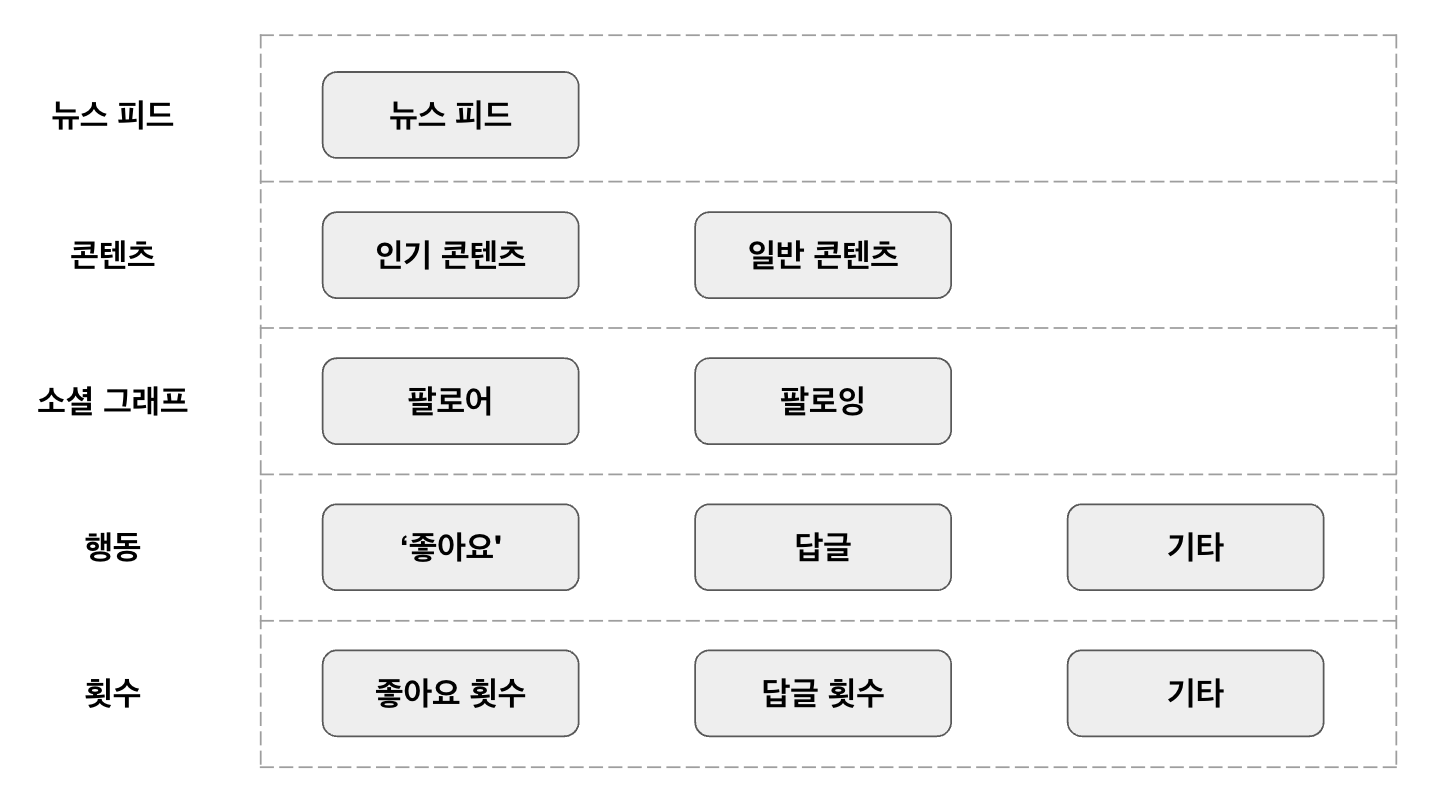 뉴스 피드
뉴스 피드
콘텐츠
인기 콘텐츠
일반 콘텐츠
소셜 그래프
팔로어
팔로잉
행동
‘좋아요'
답글
기타
횟수
좋아요 횟수
답글 횟수
기타